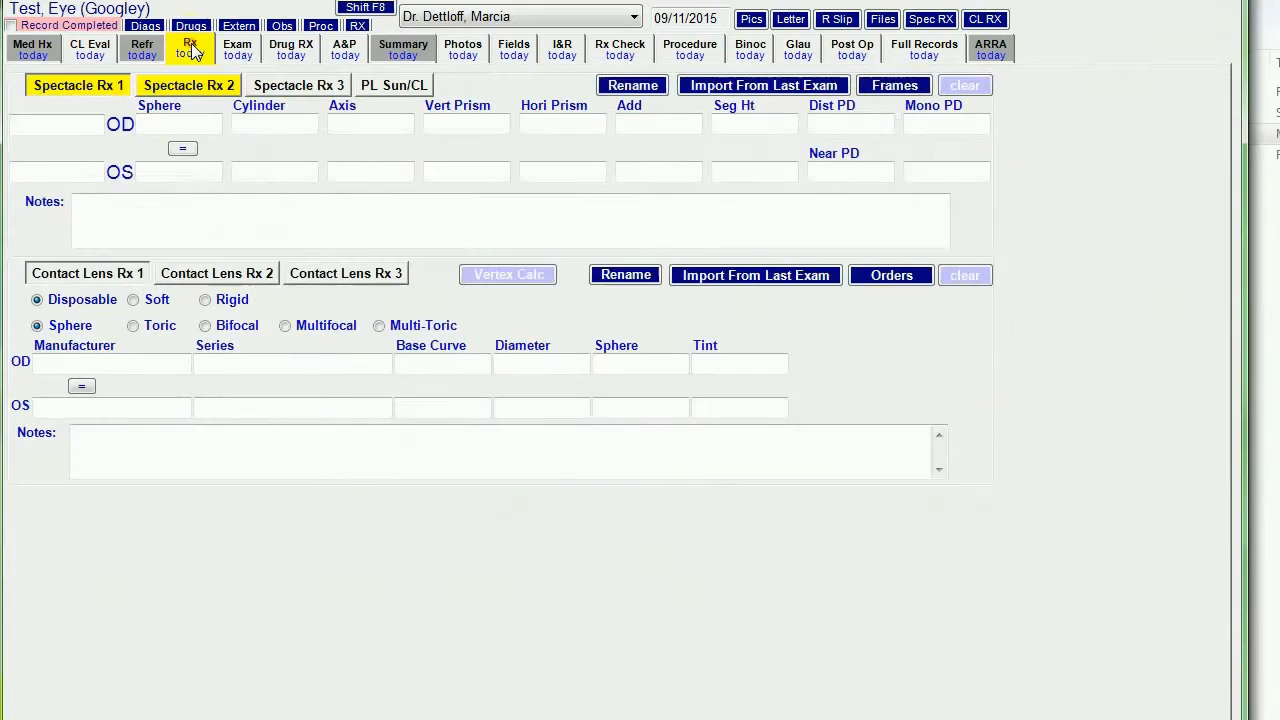 Test, Eye (Googley)
Shift F8
Dr. Dettloff, Marcia
09/11/2015
Pics Letter R Slip Files Spec RX CL RX
Record Completed Diags Drugs Extern Obs Proc RX
Med Hx CL Eval Refr Rx Exam Drug RX A&P Summary Photos Fields I&R Rx Check Procedure Binoc Glau Post Op Full Records ARRA
today today today today today today today today today today today today today today today today today today
Spectacle Rx 1 Spectacle Rx 2 Spectacle Rx 3 PL Sun/CL Rename Import From Last Exam Frames clear
Sphere Cylinder Axis Vert Prism Hori Prism Add Seg Ht Dist PD Mono PD
OD
=
Near PD
OS
Notes:
Contact Lens Rx 1 Contact Lens Rx 2 Contact Lens Rx 3 Vertex Calc Rename Import From Last Exam Orders clear
Disposable Soft Rigid
Sphere Toric Bifocal Multifocal Multi-Toric
Manufacturer Series Base Curve Diameter Sphere Tint
OD
=
OS
Notes: